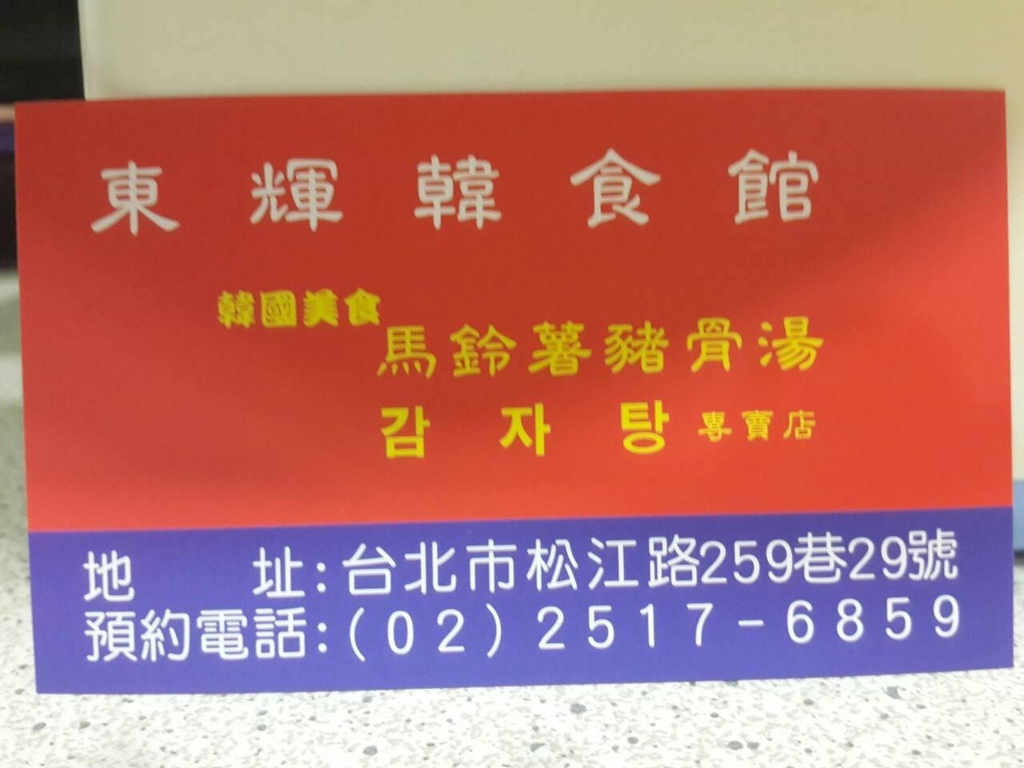 東輝韓食館
韓國美食
馬鈴薯豬骨湯
감자탕 專賣店
地 址:台北市松江路259巷29號
預約電話:(02)2517-6859